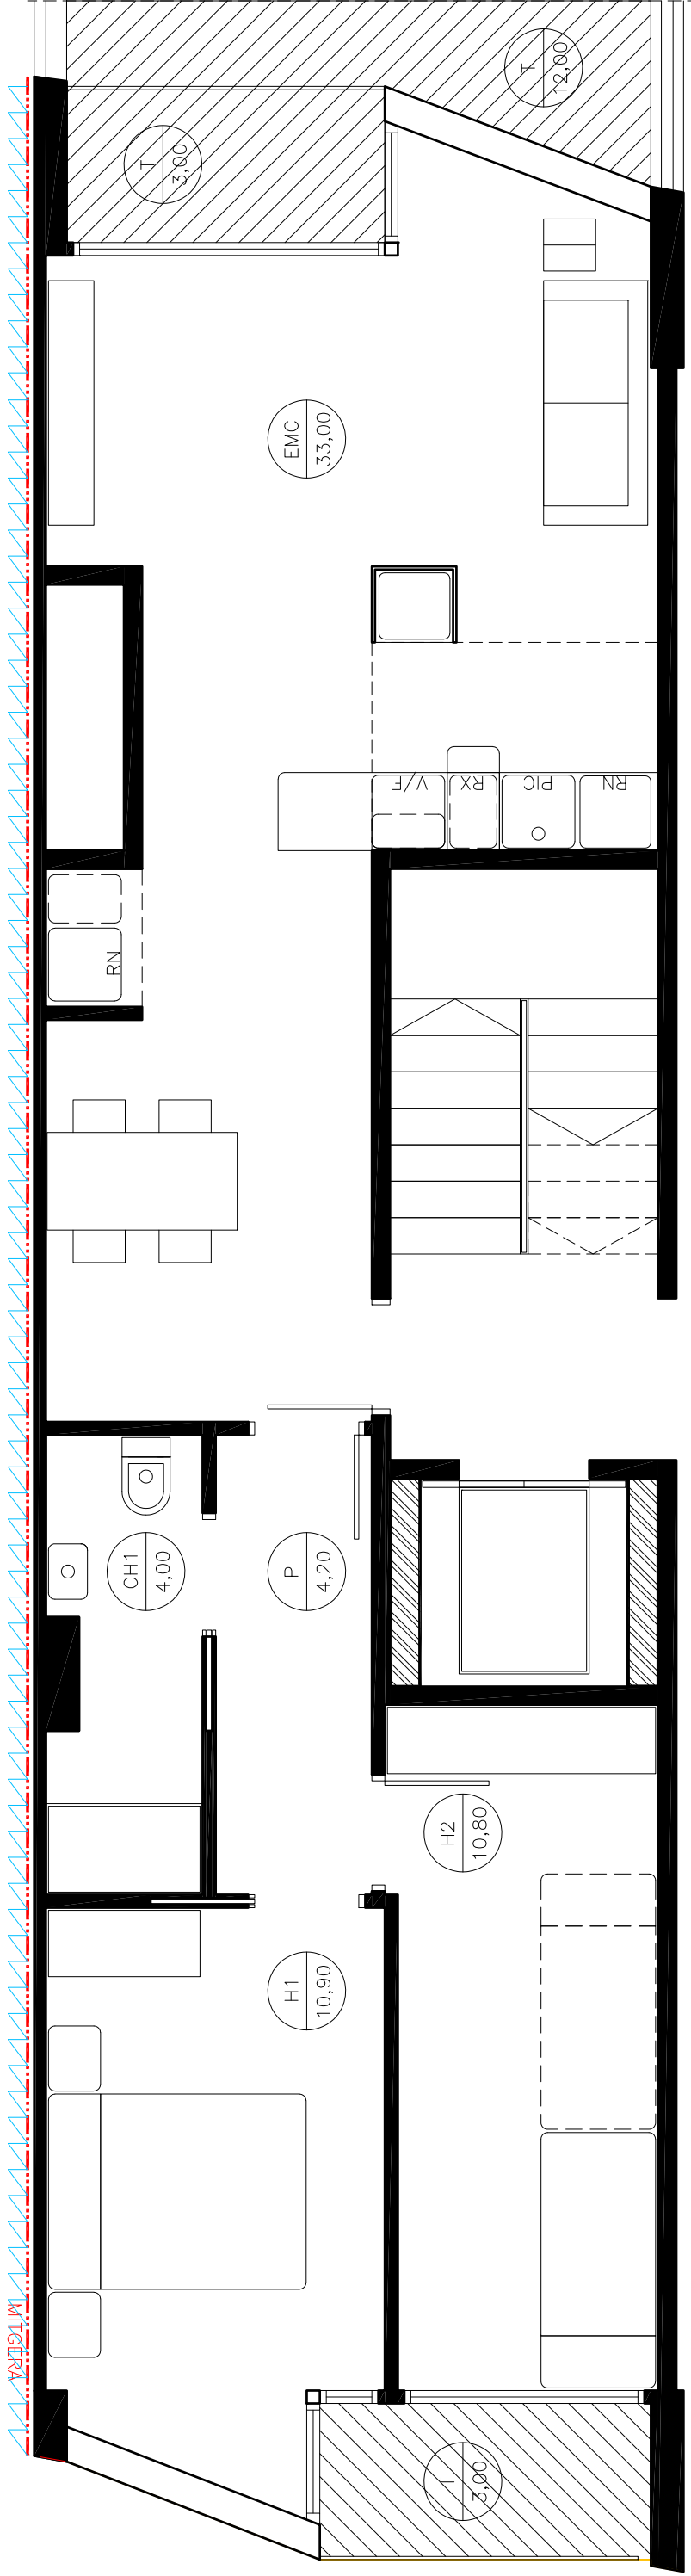 T
12,00
T
3,00
EMC
33,00
V/F
RX
PIC
RN
RN
CH1
4,00
P
4,20
H2
10,80
H1
10,90
MITGERA
T
3,00